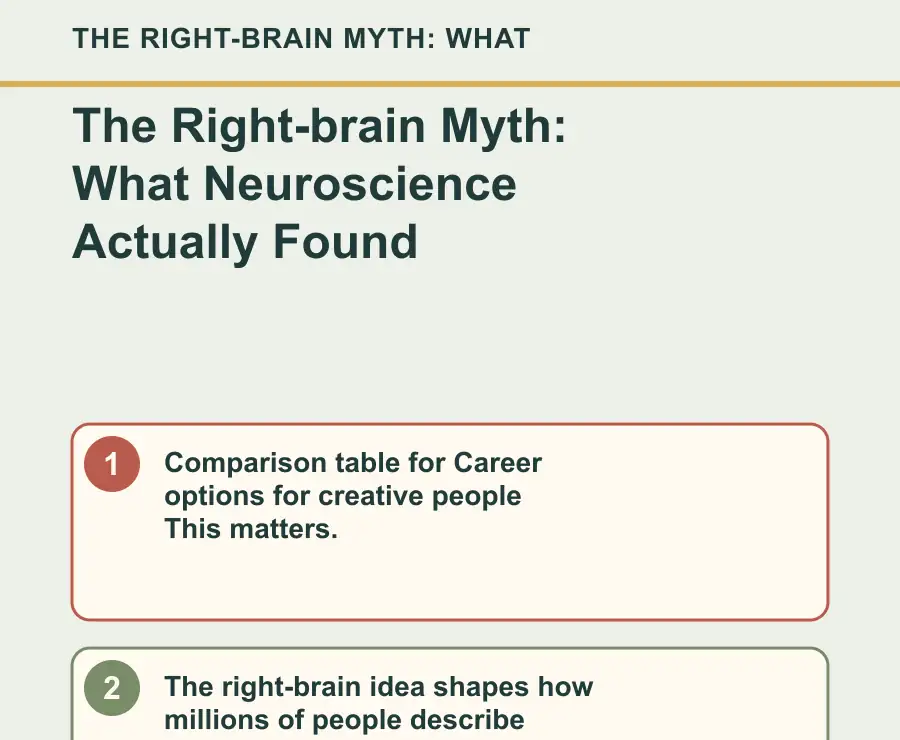 THE RIGHT-BRAIN MYTH: WHAT
The Right-brain Myth:
What Neuroscience
Actually Found
1
Comparison table for Career
options for creative people
This matters.
2
The right-brain idea shapes how
millions of people describe